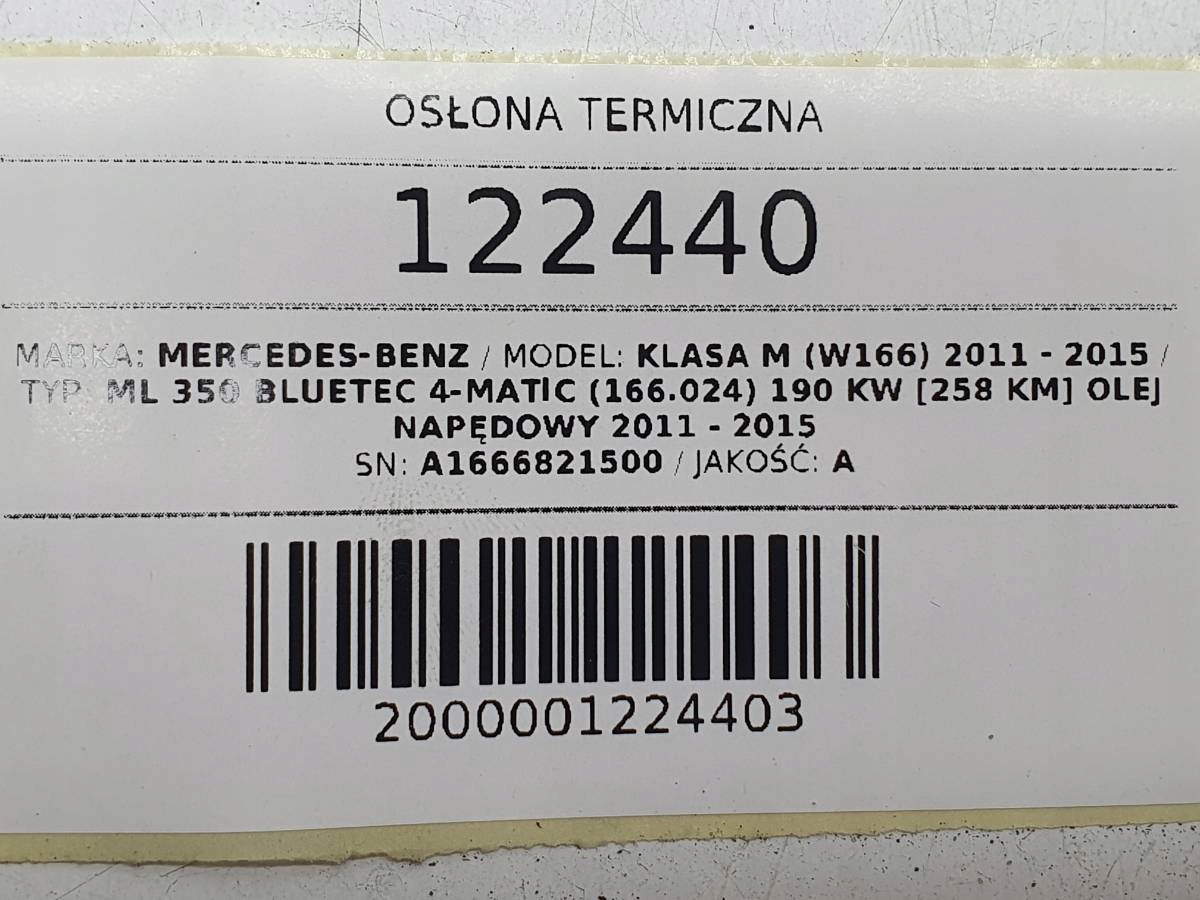 OSŁONA TERMICZNA
122440
MARKA: MERCEDES-BENZ / MODEL: KLASA M (W166) 2011 - 2015 /
TYP: ML 350 BLUETEC 4-MATIC (166.024) 190 KW [258 KM] OLEJ
NAPĘDOWY 2011 - 2015
SN: A1666821500 / JAKOŚĆ: A
2000001224403